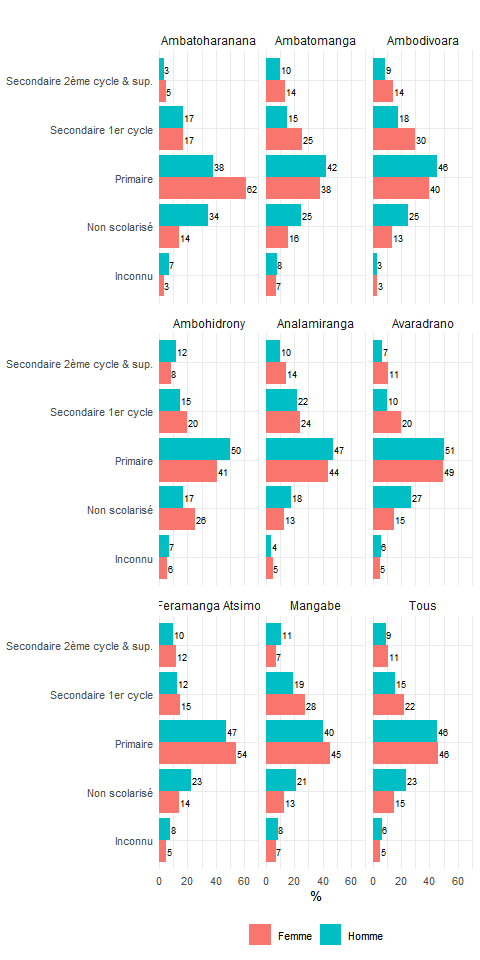 Ambatoharanana Ambatomanga Ambodivoara
Secondaire 2ème cycle & sup. 3 10 9
5 14 14
Secondaire 1er cycle 17 15 18
17 25 30
Primaire 38 42 46
62 38 40
Non scolarisé 34 25 25
14 16 13
Inconnu 7 8 3
3 7 3
Ambohidrony Analamiranga Avaradrano
Secondaire 2ème cycle & sup. 12 10 7
8 14 11
Secondaire 1er cycle 15 22 10
20 24 20
Primaire 50 47 51
41 44 49
Non scolarisé 17 18 27
26 13 15
Inconnu 7 4 6
6 5 5
Feramanga Atsimo Mangabe Tous
Secondaire 2ème cycle & sup. 10 11 9
12 7 11
Secondaire 1er cycle 12 19 15
15 28 22
Primaire 47 40 46
54 45 46
Non scolarisé 23 21 23
14 13 15
Inconnu 8 8 6
5 7 5
0 20 40 60 0 20 40 60 0 20 40 60
%
Femme Homme